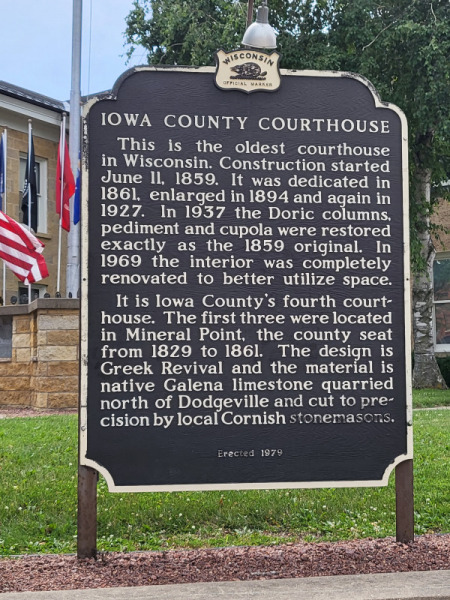 WISCONSIN
OFFICIAL MARKER
IOWA COUNTY COURTHOUSE
This is the oldest courthouse
in Wisconsin. Construction started
June 11, 1859. It was dedicated in
1861, enlarged in 1894 and again in
1927. In 1937 the Doric columns,
pediment and cupola were restored
exactly as the 1859 original. In
1969 the interior was completely
renovated to better utilize space.
It is Iowa County's fourth court-
house. The first three were located
in Mineral Point, the county seat
from 1829 to 1861. The design is
Greek Revival and the material is
native Galena limestone quarried
north of Dodgeville and cut to pre-
cision by local Cornish stonemasons.
Erected 1979